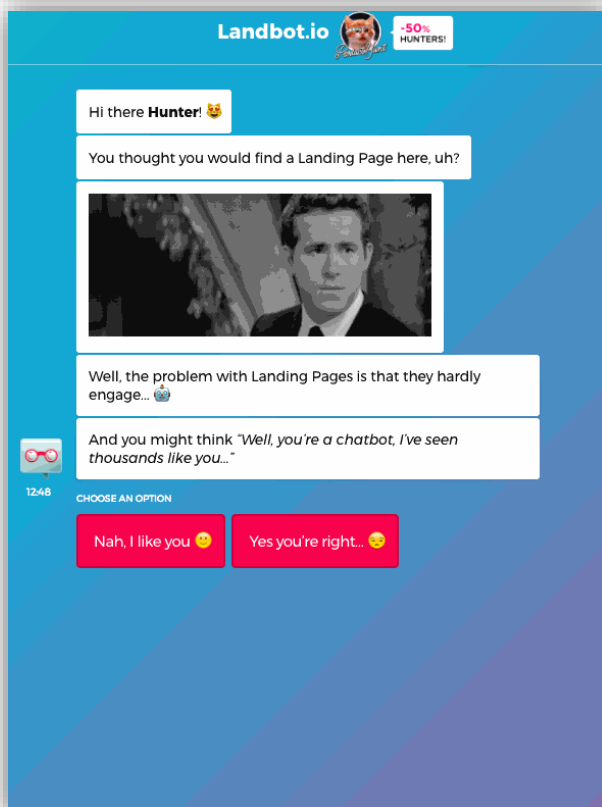 Landbot.io
-50%
HUNTERS!
Hi there Hunter! 😻
You thought you would find a Landing Page here, uh?
Well, the problem with Landing Pages is that they hardly
engage... 🤖
And you might think “Well, you're a chatbot, I've seen
thousands like you...”
12:48
CHOOSE AN OPTION
Nah, I like you 🙂
Yes you're right... 😒